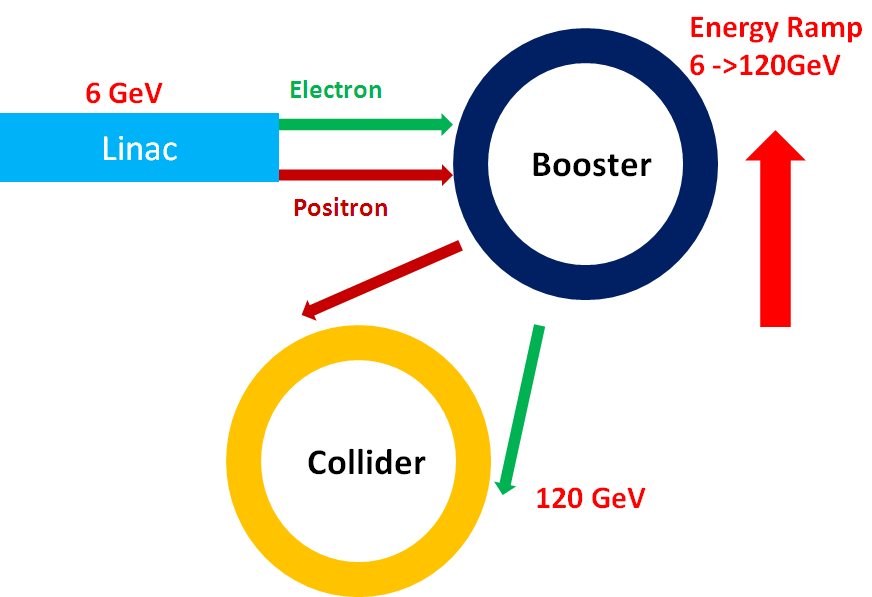 Energy Ramp
6 ->120GeV
6 GeV
Electron
Linac
Booster
Positron
Collider
120 GeV